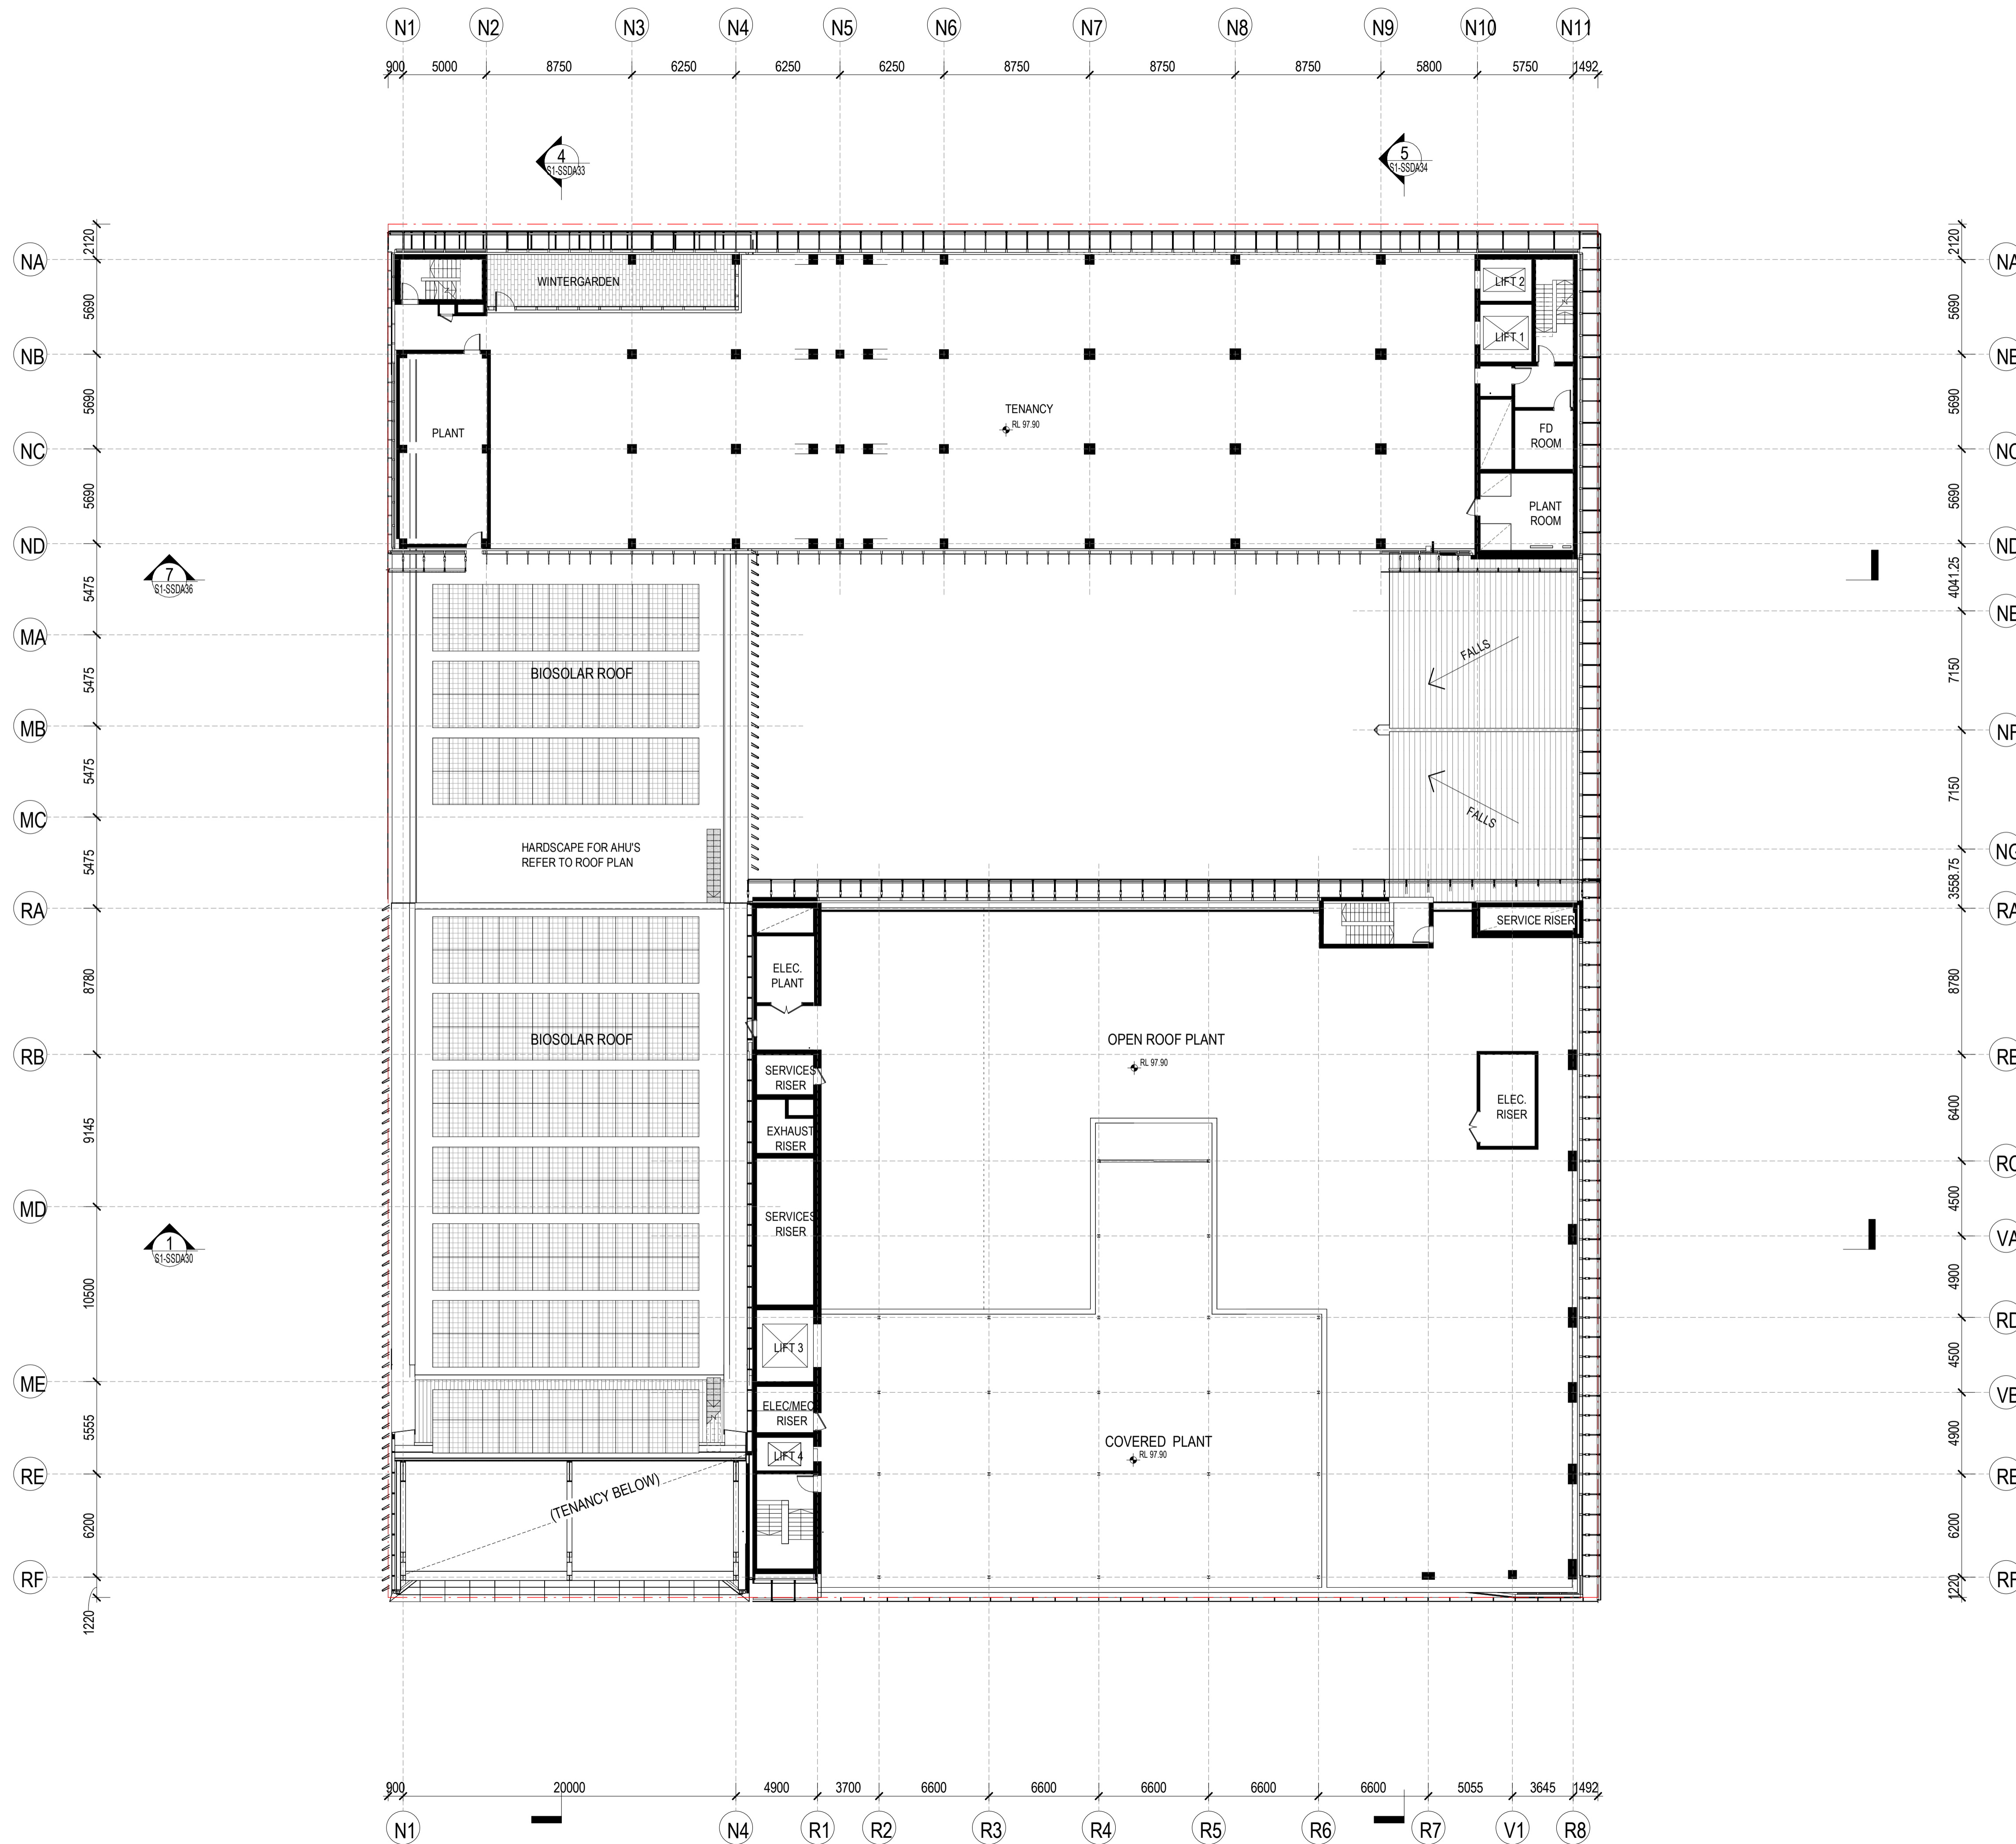 N1 N2 N3 N4 N5 N6 N7 N8 N9 N10 N11
900 5000 8750 6250 6250 6250 8750 8750 8750 5800 5750 1492
4
S1-SSDA33
5
S1-SSDA34
2120
2120
NA
NA
WINTERGARDEN
LIFT 2
5690
5690
LIFT 1
NB
TENANCY
RL 97.90
5690
5690
PLANT
FD
ROOM
NC
5690
5690
PLANT
ROOM
ND
7
S1-SSDA36
5475
4041.25
MA
FALLS
BIOSOLAR ROOF
5475
7150
MB
5475
7150
MC
FALLS
HARDSCAPE FOR AHU'S
REFER TO ROOF PLAN
5475
3558.75
RA
RA
SERVICE RISER
ELEC.
PLANT
8780
8780
BIOSOLAR ROOF
OPEN ROOF PLANT
RB
RL 97.90
SERVICES
RISER
ELEC.
RISER
9145
6400
EXHAUST
RISER
MD
4500
SERVICES
RISER
VA
1
S1-SSDA30
10500
4900
RD
LIFT 3
4500
ME
ELEC/MEC
RISER
5555
4900
COVERED PLANT
RL 97.90
LIFT 4
RE
(TENANCY BELOW)
6200
6200
RF
RF
1220
1220
900 20000 4900 3700 6600 6600 6600 6600 6600 5055 3645 1492
N1 N4 R1 R2 R3 R4 R5 R6 R7 V1 R8